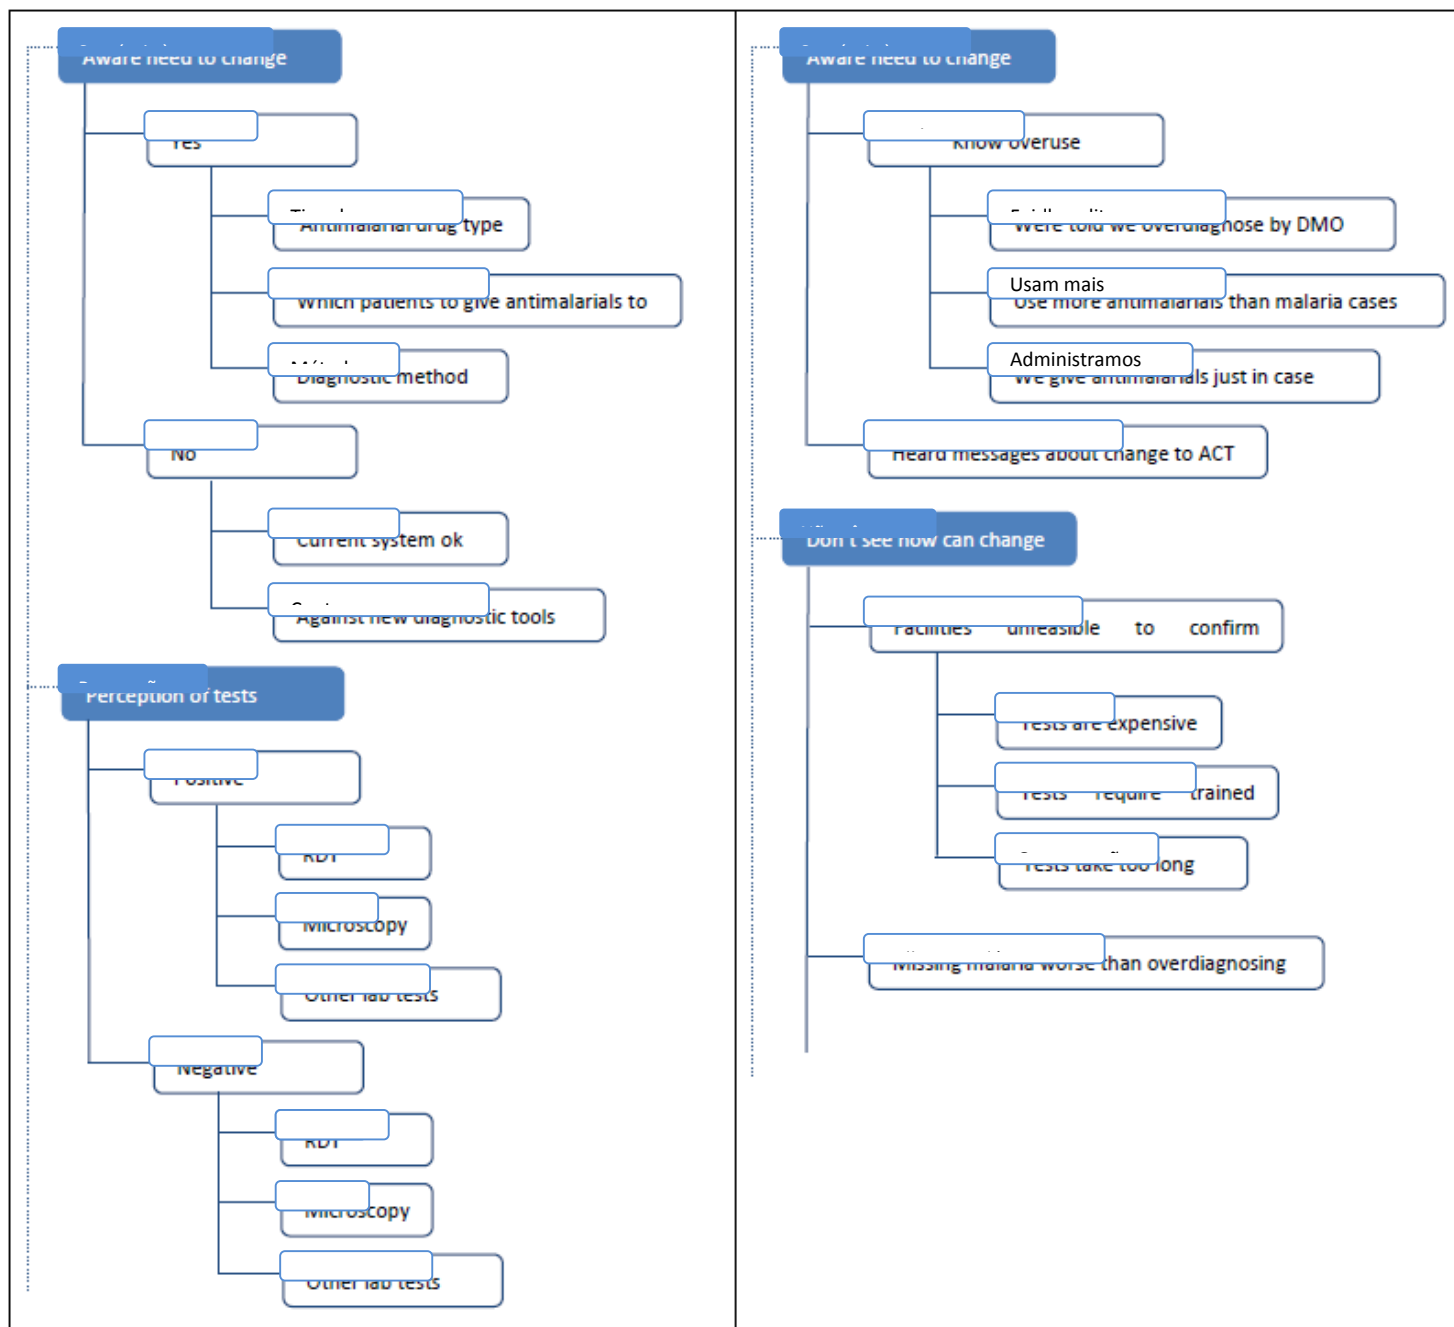 Aware need to change
Yes
Antimalarial drug type
Which patients to give antimalarials to
Diagnostic method
No
Current system ok
Against new diagnostic tools
Perception of tests
Positive
RDT
Microscopy
Other lab tests
Negative
RDT
Microscopy
Other lab tests
Aware need to change
Know overuse
Were told we overdiagnose by DMO
Usam mais
Use more antimalarials than malaria cases
Administramos
We give antimalarials just in case
Heard messages about change to ACT
Don't see how can change
Facilities unfeasible to confirm
Tests are expensive
Tests require trained
Tests take too long
Missing malaria worse than overdiagnosing